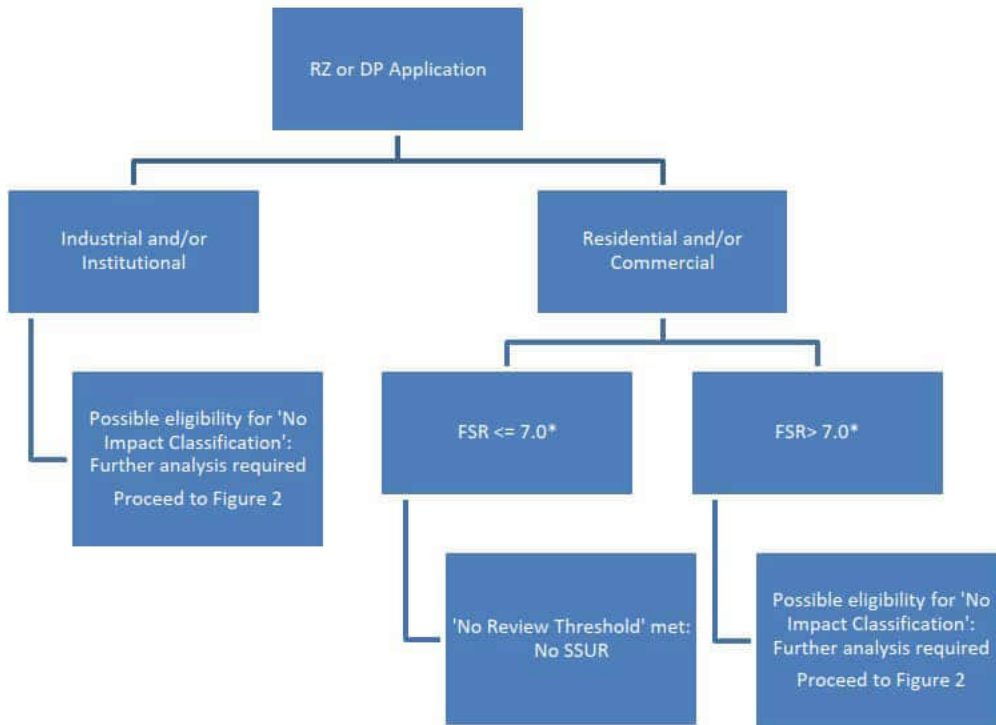 RZ or DP Application
Industrial and/or
Institutional
Residential and/or
Commercial
Possible eligibility for 'No
Impact Classification':
Further analysis required
Proceed to Figure 2
FSR <= 7.0*
FSR> 7.0*
'No Review Threshold' met:
No SSUR
Possible eligibility for 'No
Impact Classification':
Further analysis required
Proceed to Figure 2